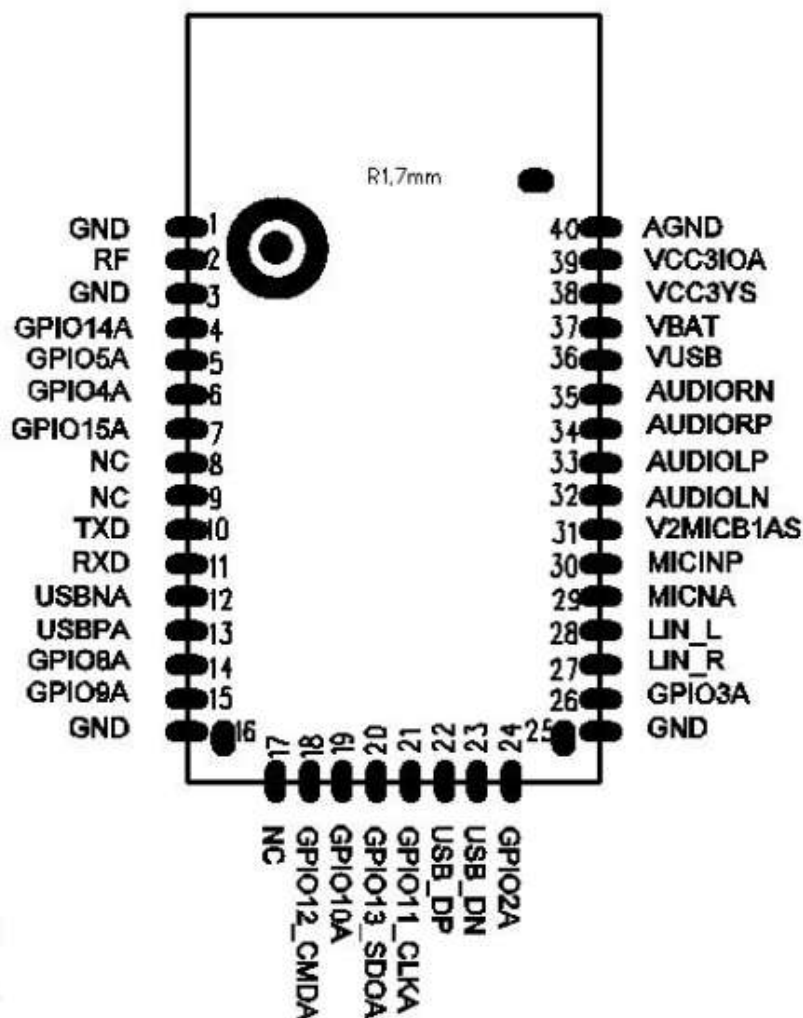 R1,7mm
GND 1 40 AGND
RF 2 39 VCC3IOA
GND 3 38 VCC3YS
GPIO14A 4 37 VBAT
GPIO5A 5 36 VUSB
GPIO4A 6 35 AUDIORN
GPIO15A 7 34 AUDIORP
NC 8 33 AUDIOLP
NC 9 32 AUDIOLN
TXD 10 31 V2MICB1AS
RXD 11 30 MICINP
USBNA 12 29 MICNA
USBPA 13 28 LIN_L
GPIO8A 14 27 LIN_R
GPIO9A 15 26 GPIO3A
GND 16 25 GND
17 NC
18 GPIO12_CMDA
19 GPIO10A
20 GPIO13_SDOA
21 GPIO11_CLKA
22 USB_DP
23 USB_DN
24 GPIO2A